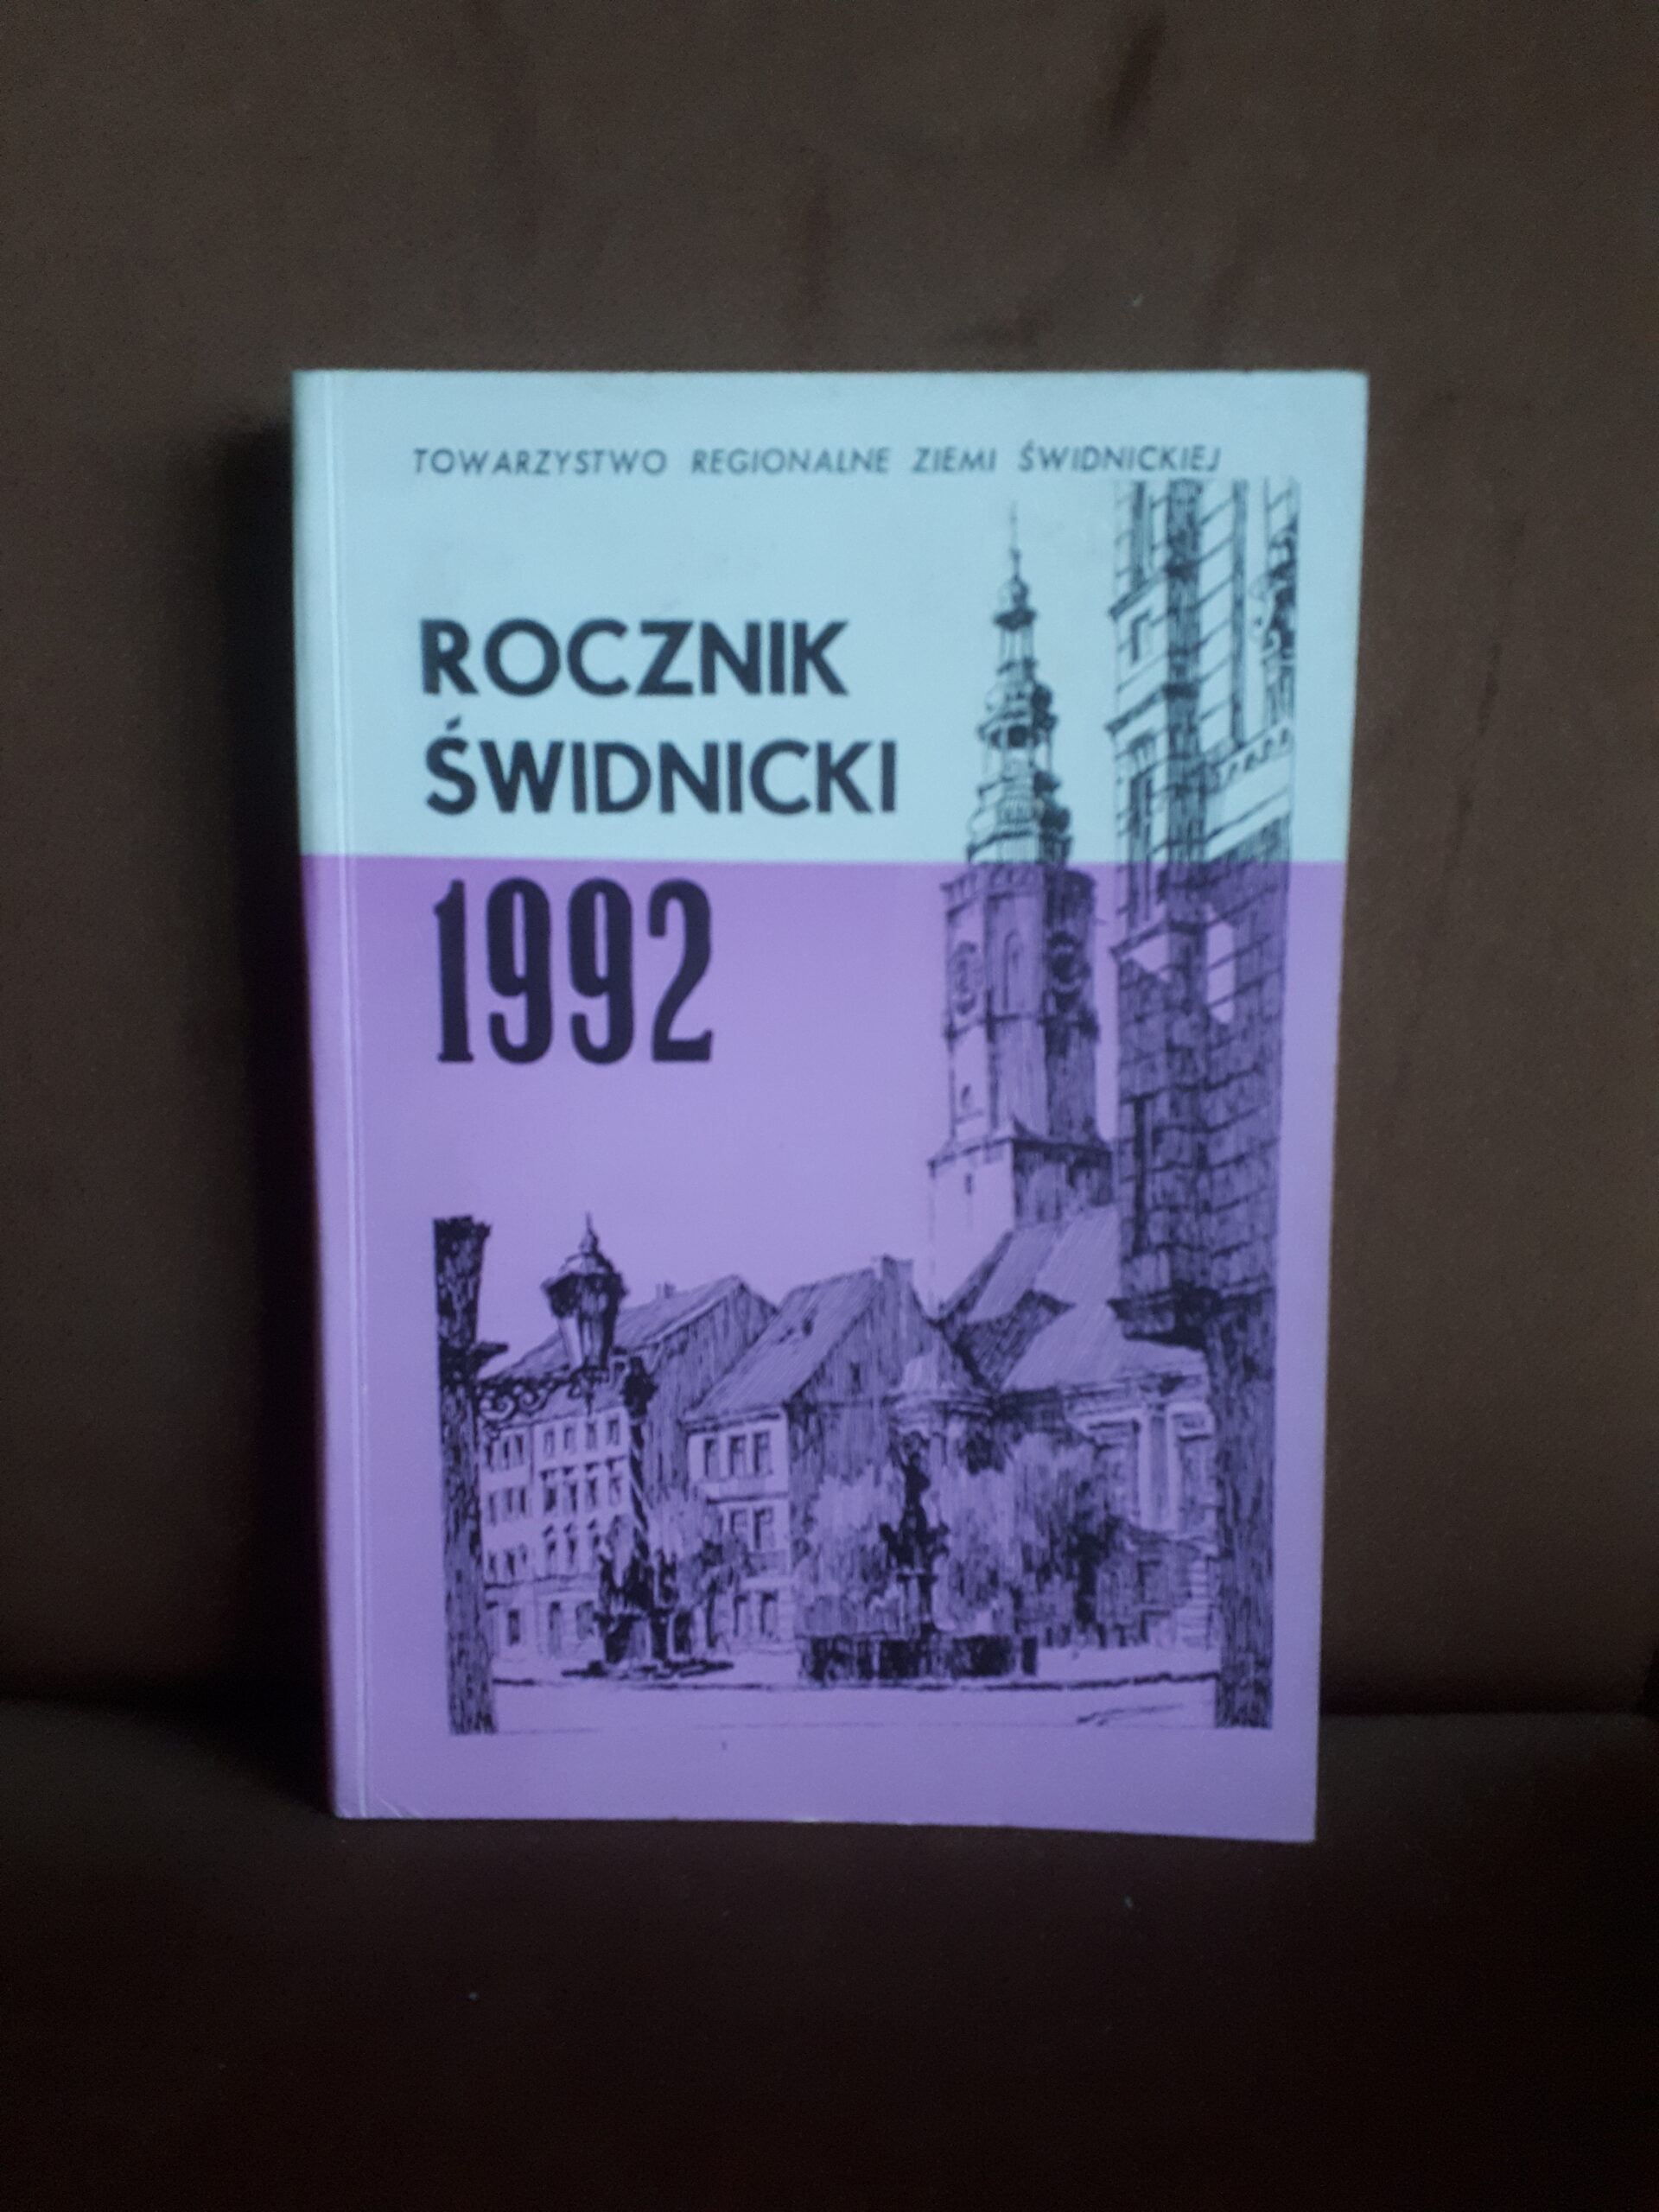 TOWARZYSTWO REGIONALNE ZIEMI ŚWIDNICKIEJ
ROCZNIK
ŚWIDNICKI
1992